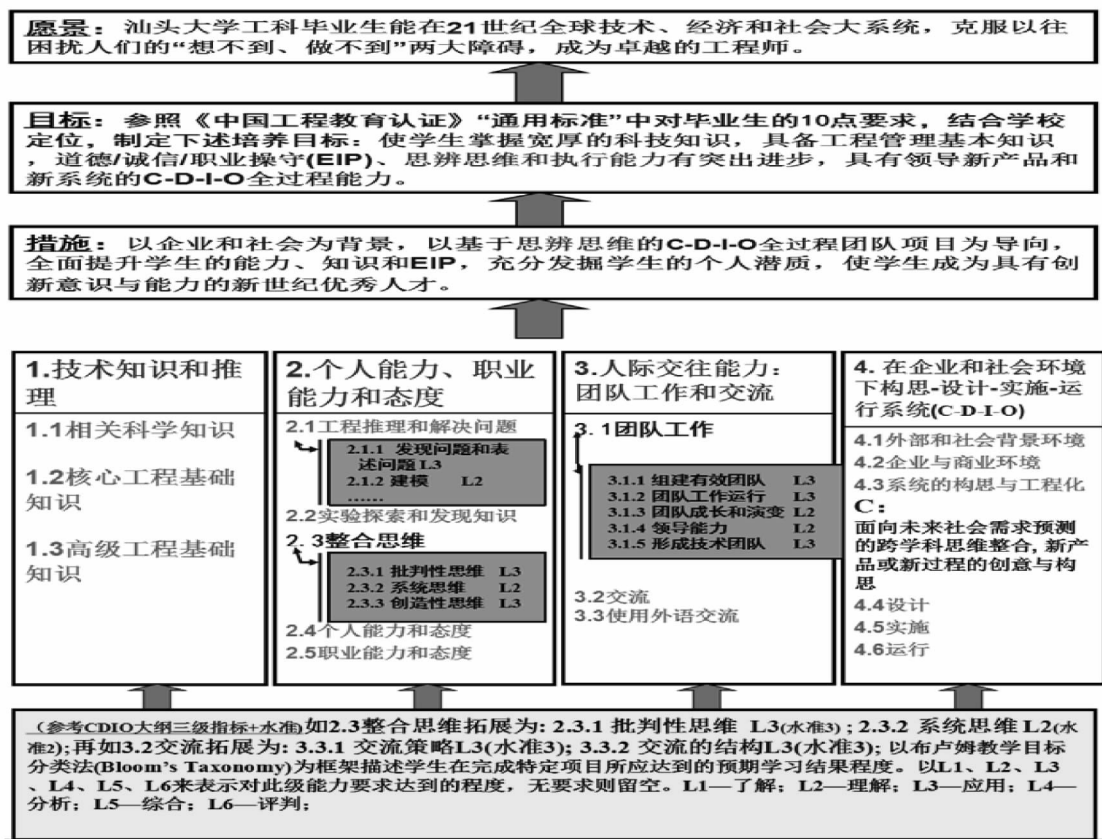 愿景：汕头大学工科毕业生能在21世纪全球技术、经济和社会大系统，克服以往
困扰人们的“想不到、做不到”两大障碍，成为卓越的工程师。
目标：参照《中国工程教育认证》“通用标准”中对毕业生的10点要求，结合学校
定位，制定下述培养目标：使学生掌握宽厚的科技知识，具备工程管理基本知识
，道德/诚信/职业操守(EIP)、思辨思维和执行能力有突出进步，具有领导新产品和
新系统的C-D-I-O全过程能力。
措施：以企业和社会为背景，以基于思辨思维的C-D-I-O全过程团队项目为导向，
全面提升学生的能力、知识和EIP，充分发掘学生的个人潜质，使学生成为具有创
新意识与能力的新世纪优秀人才。
1.技术知识和推
理
1.1相关科学知识
1.2核心工程基础
知识
1.3高级工程基础
知识
2.个人能力、职业
能力和态度
2.1工程推理和解决问题
2.1.1 发现问题和表
述问题 L3
2.1.2 建模 L2
......
2.2实验探索和发现知识
2. 3整合思维
2.3.1 批判性思维 L3
2.3.2 系统思维 L2
2.3.3 创造性思维 L3
2.4个人能力和态度
2.5职业能力和态度
3.人际交往能力：
团队工作和交流
3. 1团队工作
3.1.1 组建有效团队 L3
3.1.2 团队工作运行 L3
3.1.3 团队成长和演变 L2
3.1.4 领导能力 L2
3.1.5 形成技术团队 L3
3.2交流
3.3使用外语交流
4. 在企业和社会环境
下构思-设计-实施-运
行系统(C-D-I-O)
4.1外部和社会背景环境
4.2企业与商业环境
4.3系统的构思与工程化
C：
面向未来社会需求预测
的跨学科思维整合, 新产
品或新过程的创意与构
思
4.4设计
4.5实施
4.6运行
（参考CDIO大纲三级指标+水准)如2.3整合思维拓展为：2.3.1 批判性思维 L3(水准3)；2.3.2 系统思维 L2(水
准2);再如3.2交流拓展为：3.3.1 交流策略L3(水准3); 3.3.2 交流的结构L3(水准3); 以布卢姆教学目标
分类法(Bloom’s Taxonomy)为框架描述学生在完成特定项目所应达到的预期学习结果程度。以L1、L2、L3
、L4、L5、L6来表示对此级能力要求达到的程度，无要求则留空。L1—了解；L2—理解；L3—应用；L4—
分析；L5—综合；L6—评判；